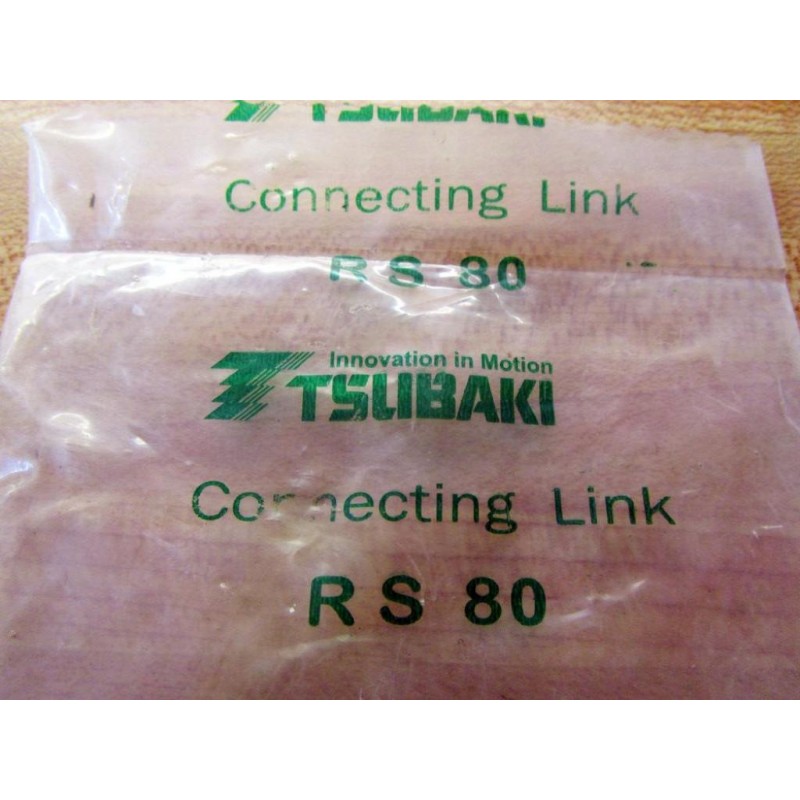 TSUBAKI
Connecting Link
RS 80
Innovation in Motion
TSUBAKI
Connecting Link
RS 80